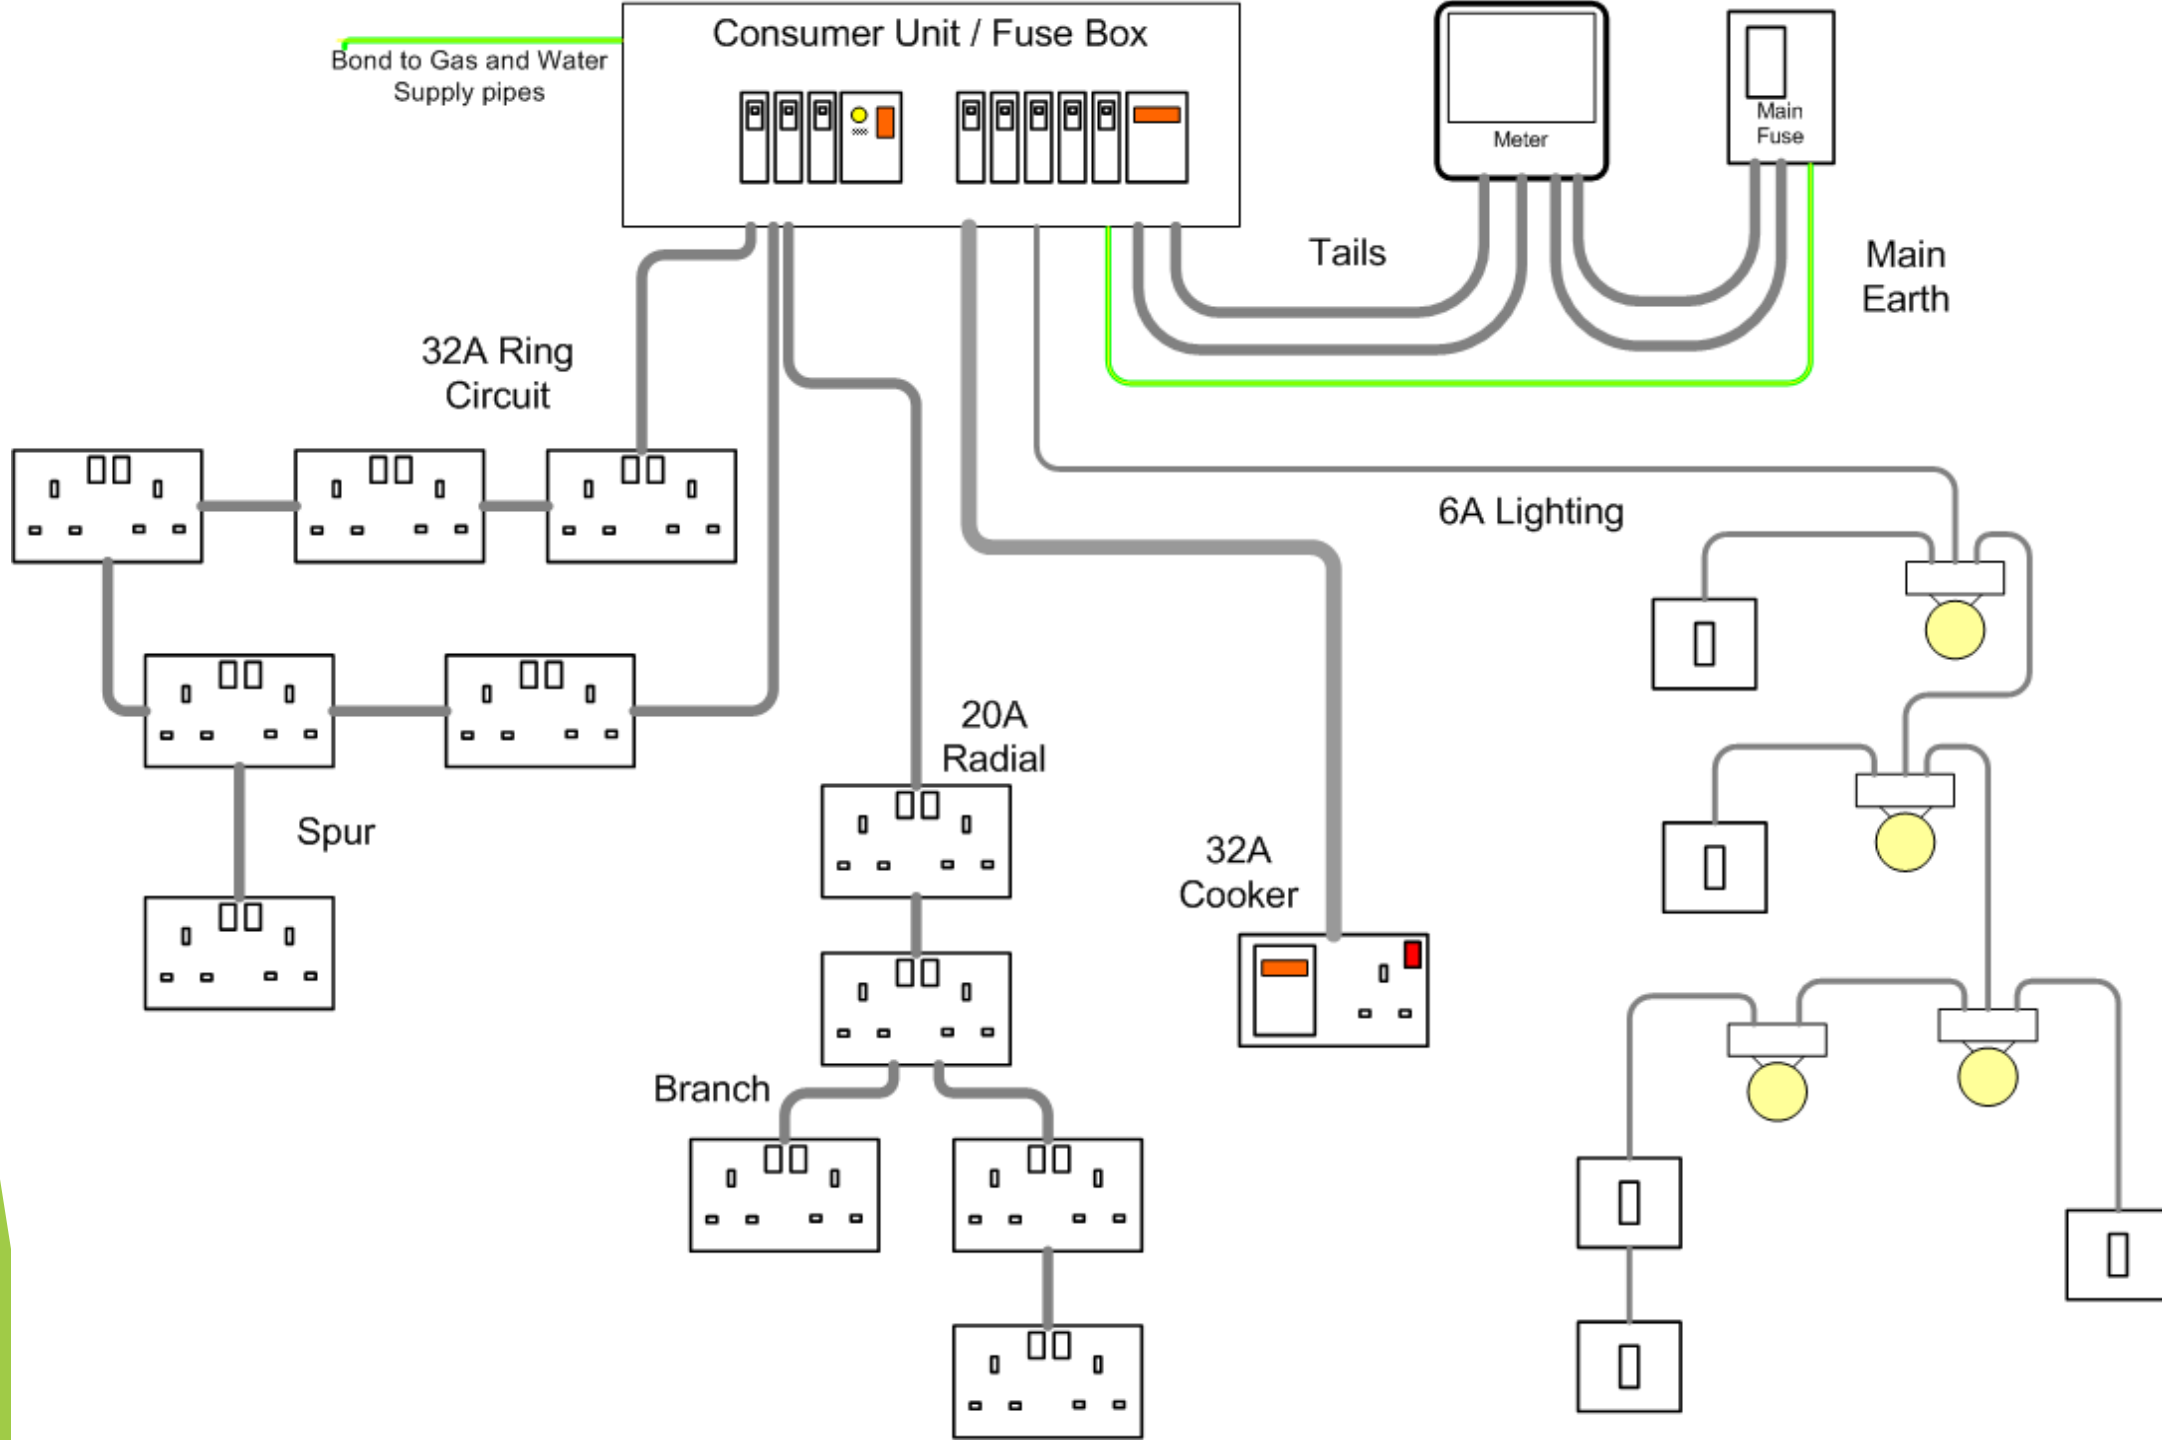 Consumer Unit / Fuse Box
Bond to Gas and Water
Supply pipes
Meter
Main
Fuse
Tails
Main
Earth
32A Ring
Circuit
6A Lighting
20A
Radial
Spur
32A
Cooker
Branch